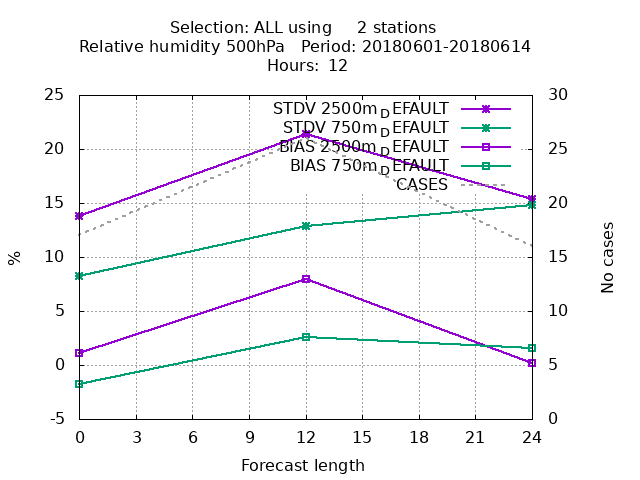 Selection: ALL using     2 stations
Relative humidity 500hPa   Period: 20180601-20180614
Hours: 12
25 30
STDV 2500m_DEFAULT
STDV 750m_DEFAULT
20 BIAS 2500m_DEFAULT 25
BIAS 750m_DEFAULT
CASES
15 20
10 15
%
No cases
5 10
0 5
-5 0
0 3 6 9 12 15 18 21 24
Forecast length